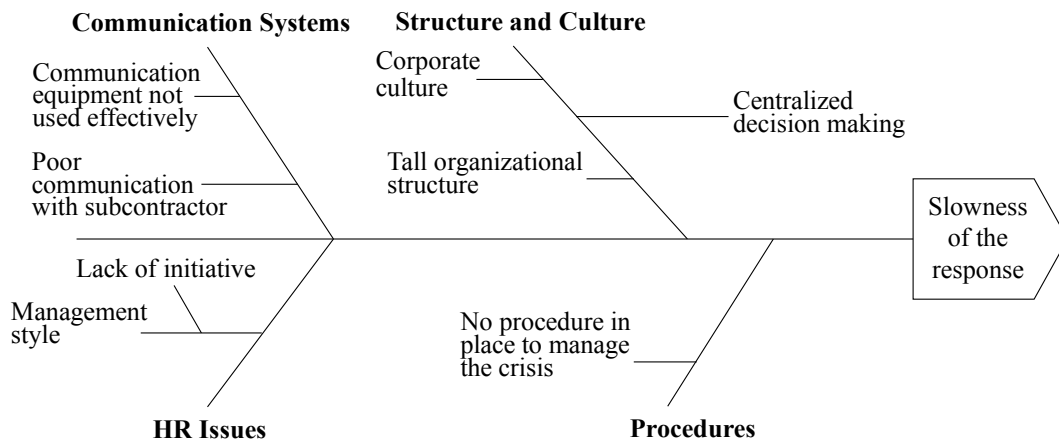 Communication Systems
Structure and Culture
Communication
equipment not
used effectively
Poor
communication
with subcontractor
Corporate
culture
Centralized
decision making
Tall organizational
structure
Slowness
of the
response
Lack of initiative
Management
style
No procedure in
place to manage
the crisis
HR Issues
Procedures